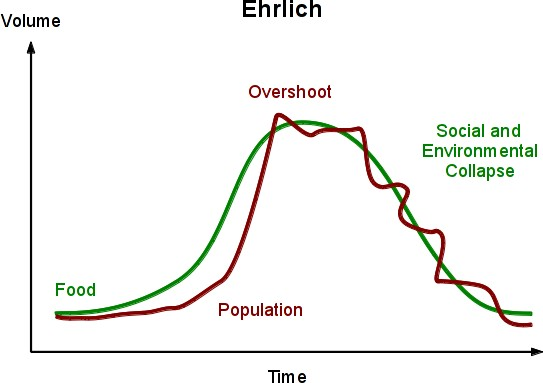 Ehrlich
Volume
Overshoot
Social and
Environmental
Collapse
Food
Population
Time